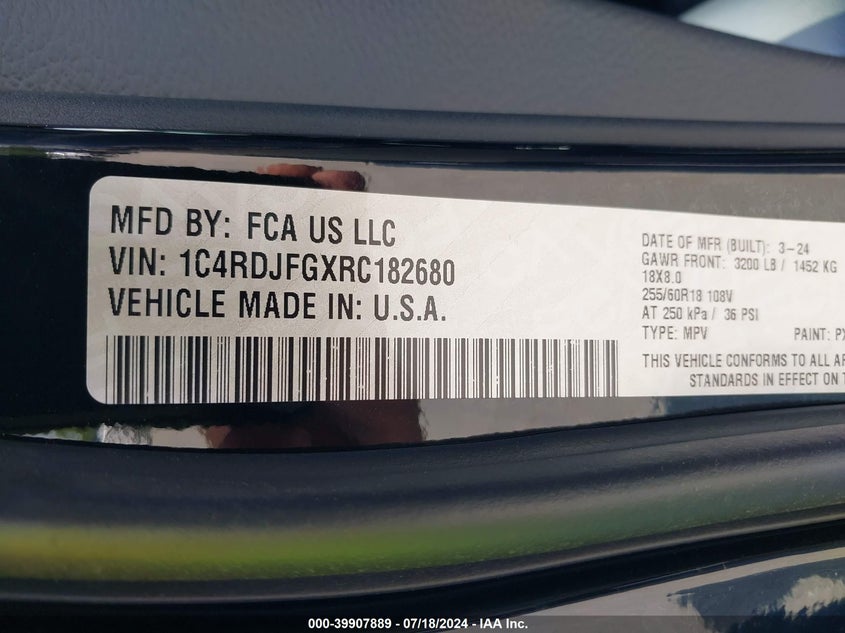 MFD BY: FCA US LLC
VIN: 1C4RDJFGXRC182680
VEHICLE MADE IN: U.S.A.
DATE OF MFR (BUILT): 3-24
GAWR FRONT: 3200 LB / 1452 KG
18X8.0
255/60R18 108V
AT 250 kPa / 36 PSI
TYPE: MPV PAINT: PX
THIS VEHICLE CONFORMS TO ALL
STANDARDS IN EFFECT ON
000-39907889 - 07/18/2024 - IAA Inc.